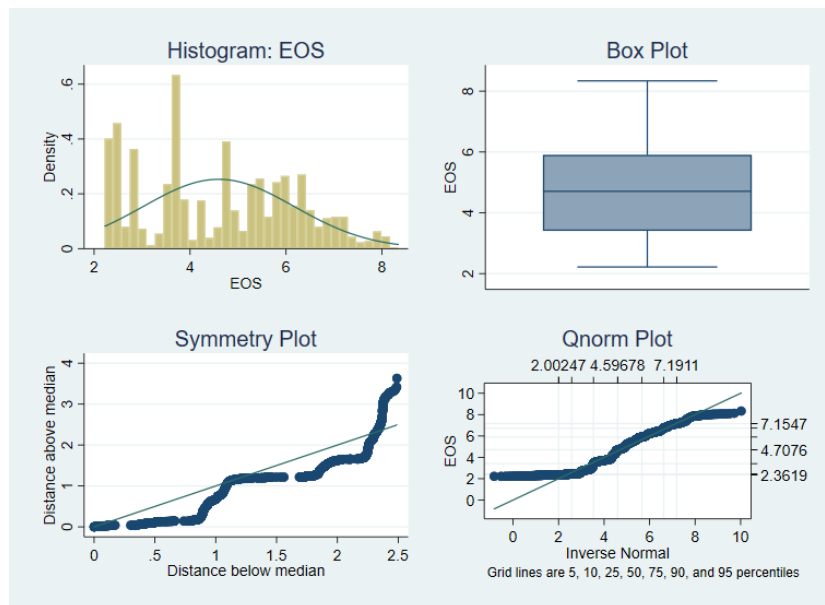 Histogram: EOS
Density
0 .2 .4 .6
2 4 6 8
EOS
Box Plot
EOS
2 4 6 8
Symmetry Plot
Distance above median
0 1 2 3 4
0 .5 1 1.5 2 2.5
Distance below median
Qnorm Plot
2.00247 4.59678 7.1911
EOS
0 2 4 6 8 10
7.1547
4.7076
2.3619
0 2 4 6 8 10
Inverse Normal
Grid lines are 5, 10, 25, 50, 75, 90, and 95 percentiles